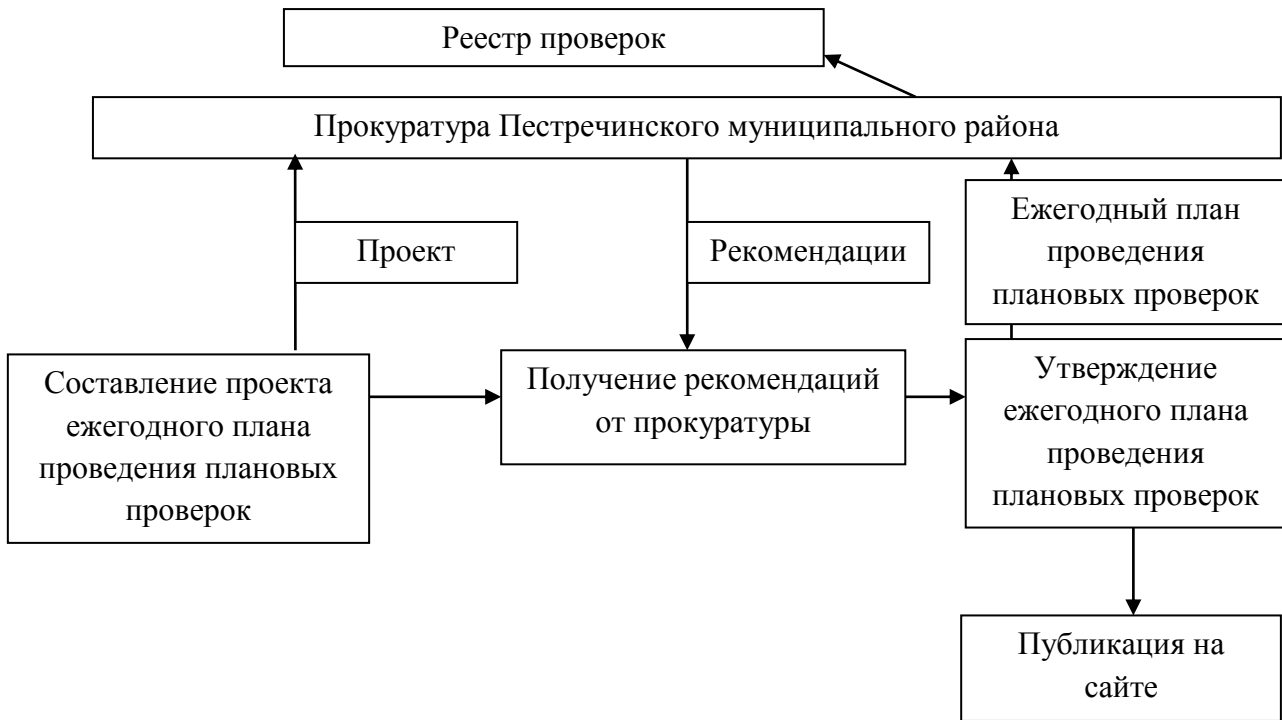 Реестр проверок
Прокуратура Пестречинского муниципального района
Проект
Рекомендации
Ежегодный план
проведения
плановых проверок
Составление проекта
ежегодного плана
проведения плановых
проверок
Получение рекомендаций
от прокуратуры
Утверждение
ежегодного плана
проведения
плановых проверок
Публикация на
сайте